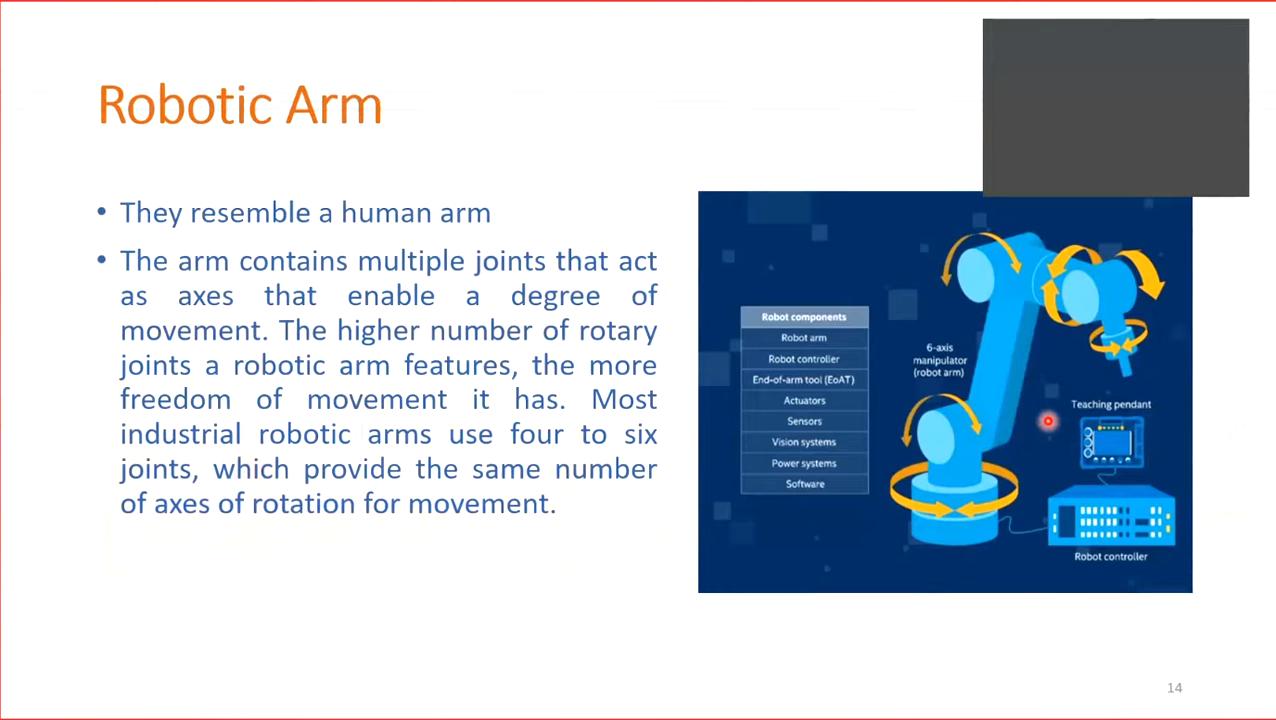 Robotic Arm
• They resemble a human arm
• The arm contains multiple joints that act
as axes that enable a degree of
movement. The higher number of rotary
joints a robotic arm features, the more
freedom of movement it has. Most
industrial robotic arms use four to six
joints, which provide the same number
of axes of rotation for movement.
Robot components
Robot arm
Robot controller
End-of-arm tool (EoAT)
Actuators
Sensors
Vision systems
Power systems
Software
6-axis
manipulator
(robot arm)
Teaching pendant
Robot controller
14